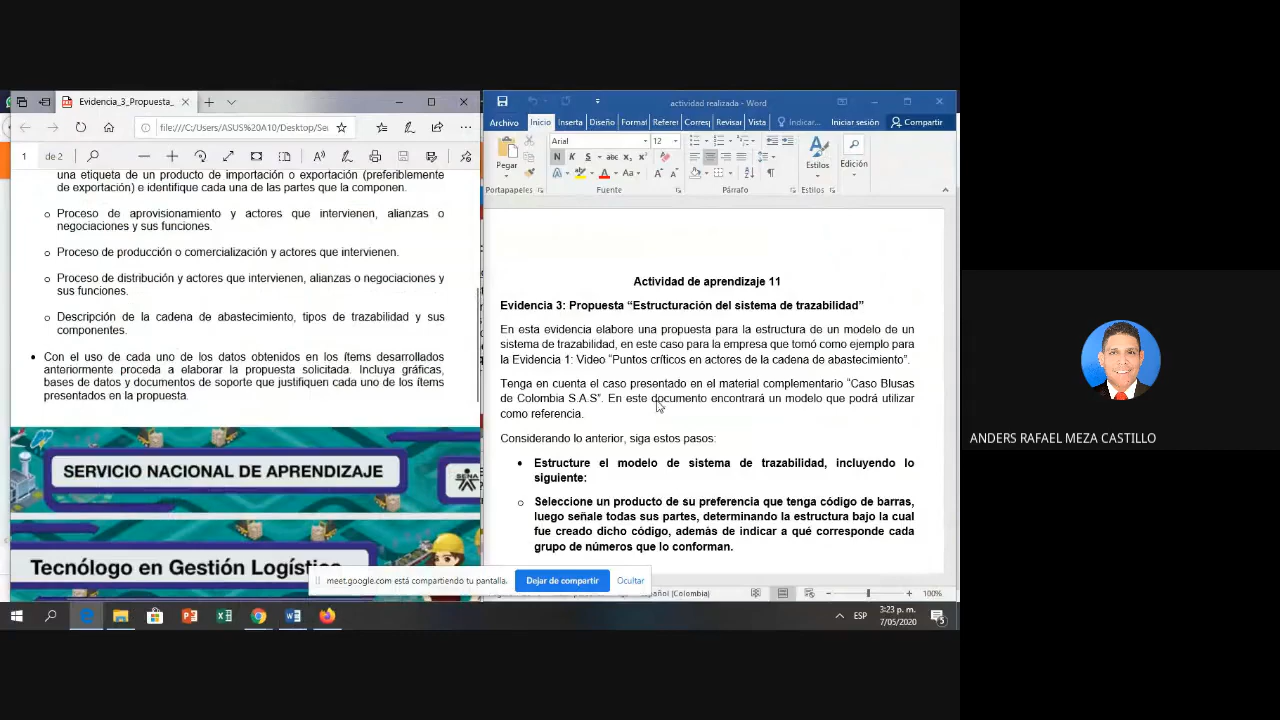 Evidencia_3_Propuesta_
file:///C:/Users/ASUS%20A10/Desktop/Se
1 de 2
una etiqueta de un producto de importación o exportación (preferiblemente
de exportación) e identifique cada una de las partes que la componen.
o Proceso de aprovisionamiento y actores que intervienen, alianzas o
negociaciones y sus funciones.
o Proceso de producción o comercialización y actores que intervienen.
o Proceso de distribución y actores que intervienen, alianzas o negociaciones y
sus funciones.
o Descripción de la cadena de abastecimiento, tipos de trazabilidad y sus
componentes.
• Con el uso de cada uno de los datos obtenidos en los ítems desarrollados
anteriormente proceda a elaborar la propuesta solicitada. Incluya gráficas,
bases de datos y documentos de soporte que justifiquen cada uno de los ítems
presentados en la propuesta.
SERVICIO NACIONAL DE APRENDIZAJE
SENA
Tecnólogo en Gestión Logística
actividad realizada - Word
Archivo Inicio Inserta Diseño Format Referer Corresp Revisar Vista Indicar... Iniciar sesión Compartir
Pegar
Arial 12
N K S abc x₂ x²
A Aa A A
Estilos
Edición
Portapapeles Fuente Párrafo Estilos
Actividad de aprendizaje 11
Evidencia 3: Propuesta “Estructuración del sistema de trazabilidad”
En esta evidencia elabore una propuesta para la estructura de un modelo de un
sistema de trazabilidad, en este caso para la empresa que tomó como ejemplo para
la Evidencia 1: Video “Puntos críticos en actores de la cadena de abastecimiento”.
Tenga en cuenta el caso presentado en el material complementario “Caso Blusas
de Colombia S.A.S”. En este documento encontrará un modelo que podrá utilizar
como referencia.
Considerando lo anterior, siga estos pasos:
• Estructure el modelo de sistema de trazabilidad, incluyendo lo
siguiente:
o Seleccione un producto de su preferencia que tenga código de barras,
luego señale todas sus partes, determinando la estructura bajo la cual
fue creado dicho código, además de indicar a qué corresponde cada
grupo de números que lo conforman.
meet.google.com está compartiendo tu pantalla. Dejar de compartir Ocultar
Español (Colombia) 100%
ESP
3:23 p. m.
7/05/2020
5
ANDERS RAFAEL MEZA CASTILLO